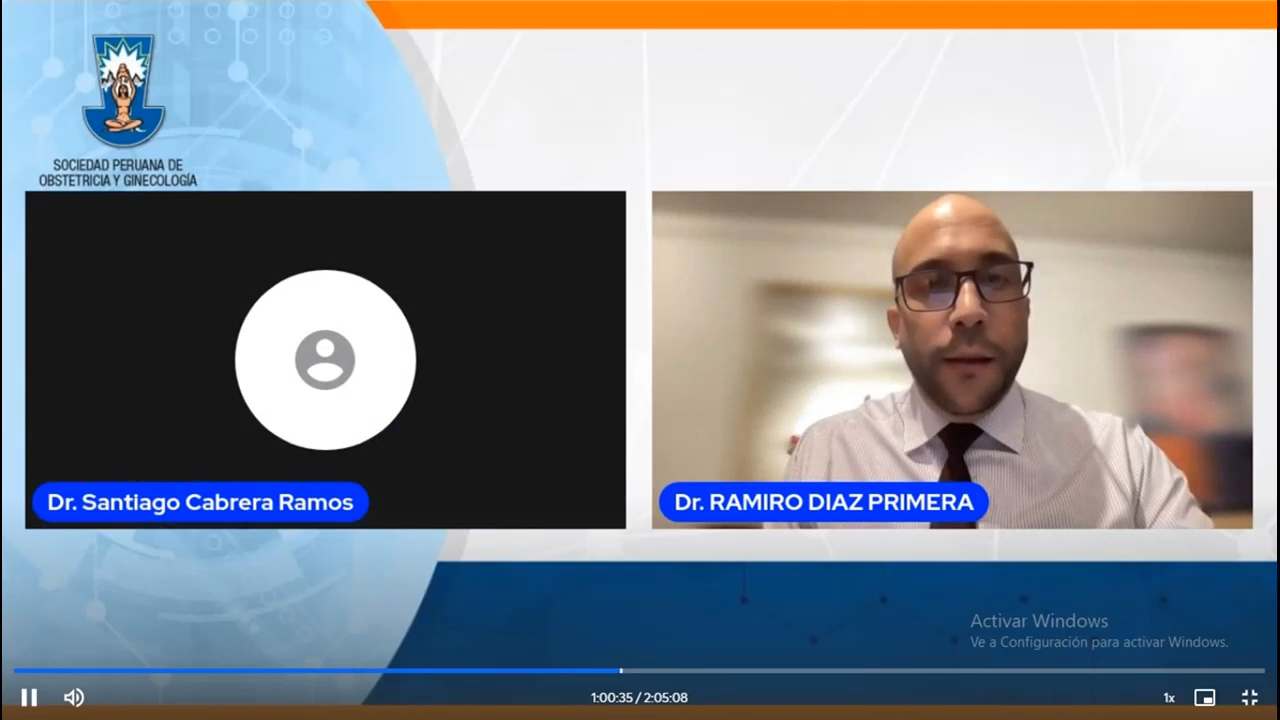 SOCIEDAD PERUANA DE
OBSTETRICIA Y GINECOLOGÍA
Dr. Santiago Cabrera Ramos
Dr. RAMIRO DIAZ PRIMERA
Activar Windows
Ve a Configuración para activar Windows.
1:00:35 / 2:05:08
1x